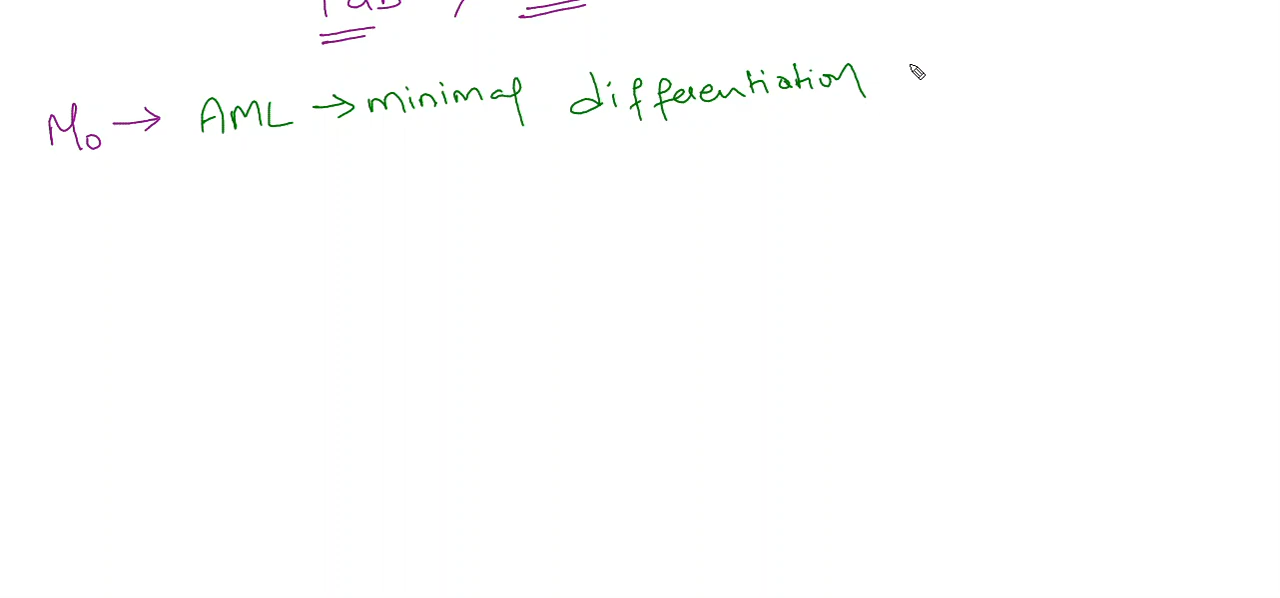 M0 → AML → minimal differentiation